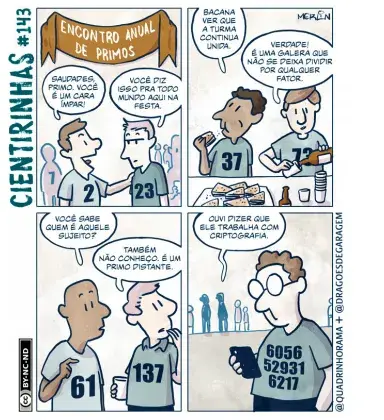 CIENTIRINHAS #143
ENCONTRO ANUAL
DE PRIMOS
SAUDADES,
PRIMO. VOCÊ
É UM CARA
ÍMPAR!
VOCÊ DIZ
ISSO PRA TODO
MUNDO AQUI NA
FESTA.
7
2
23
BACANA
VER QUE
A TURMA
CONTINUA
UNIDA.
MERLIN
VERDADE!
É UMA GALERA QUE
NÃO SE DEIXA DIVIDIR
POR QUALQUER
FATOR.
37
73
VOCÊ SABE
QUEM É AQUELE
SUJEITO?
TAMBÉM
NÃO CONHEÇO. É UM
PRIMO DISTANTE.
61
137
OUVI DIZER QUE
ELE TRABALHA COM
CRIPTOGRAFIA.
6056
52931
6217
@QUADRINHORAMA + @DRAGOESDEGARAGEM
cc BY-NC-ND